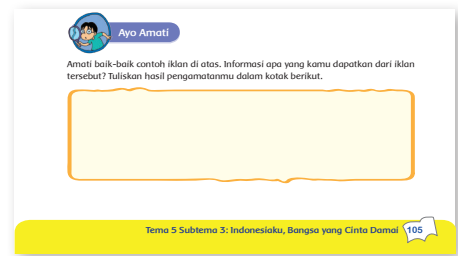 Ayo Amati
Amati baik-baik contoh iklan di atas. Informasi apa yang kamu dapatkan dari iklan
tersebut? Tuliskan hasil pengamatanmu dalam kotak berikut.
Tema 5 Subtema 3: Indonesiaku, Bangsa yang Cinta Damai 105